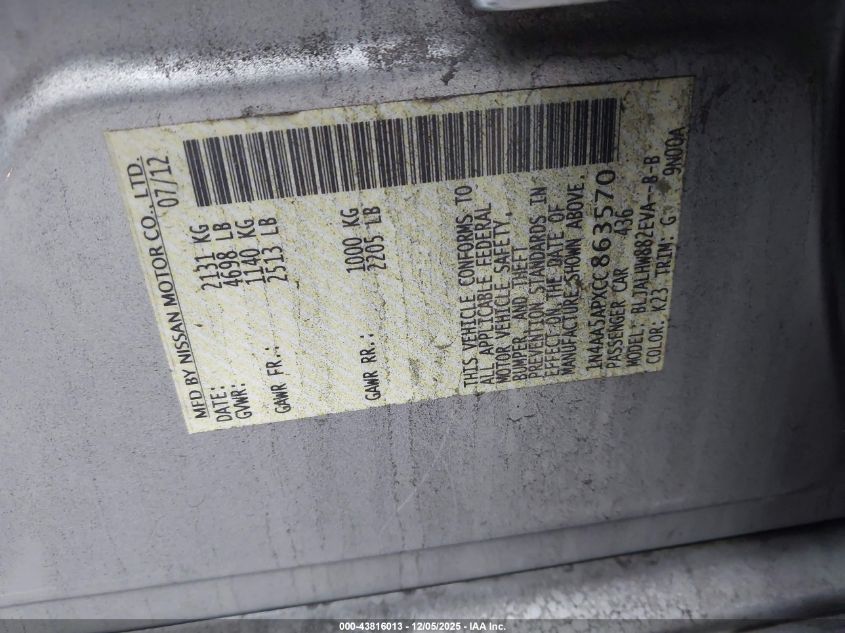 MFD BY NISSAN MOTOR CO., LTD.
DATE: 07/12
GVWR: 2131 KG
4698 LB
GAWR FR.: 1140 KG
2513 LB
GAWR RR.: 1000 KG
2205 LB
THIS VEHICLE CONFORMS TO
ALL APPLICABLE FEDERAL
MOTOR VEHICLE SAFETY,
BUMPER, AND THEFT
PREVENTION STANDARDS IN
EFFECT ON THE DATE OF
MANUFACTURE SHOWN ABOVE.
1N4AA5APXCC863570
PASSENGER CAR 436
MODEL: BLJALHWA82EVA--B-B
COLOR: K23 TRIM: G 9N00A
000-43816013 - 12/05/2025 - IAA Inc.